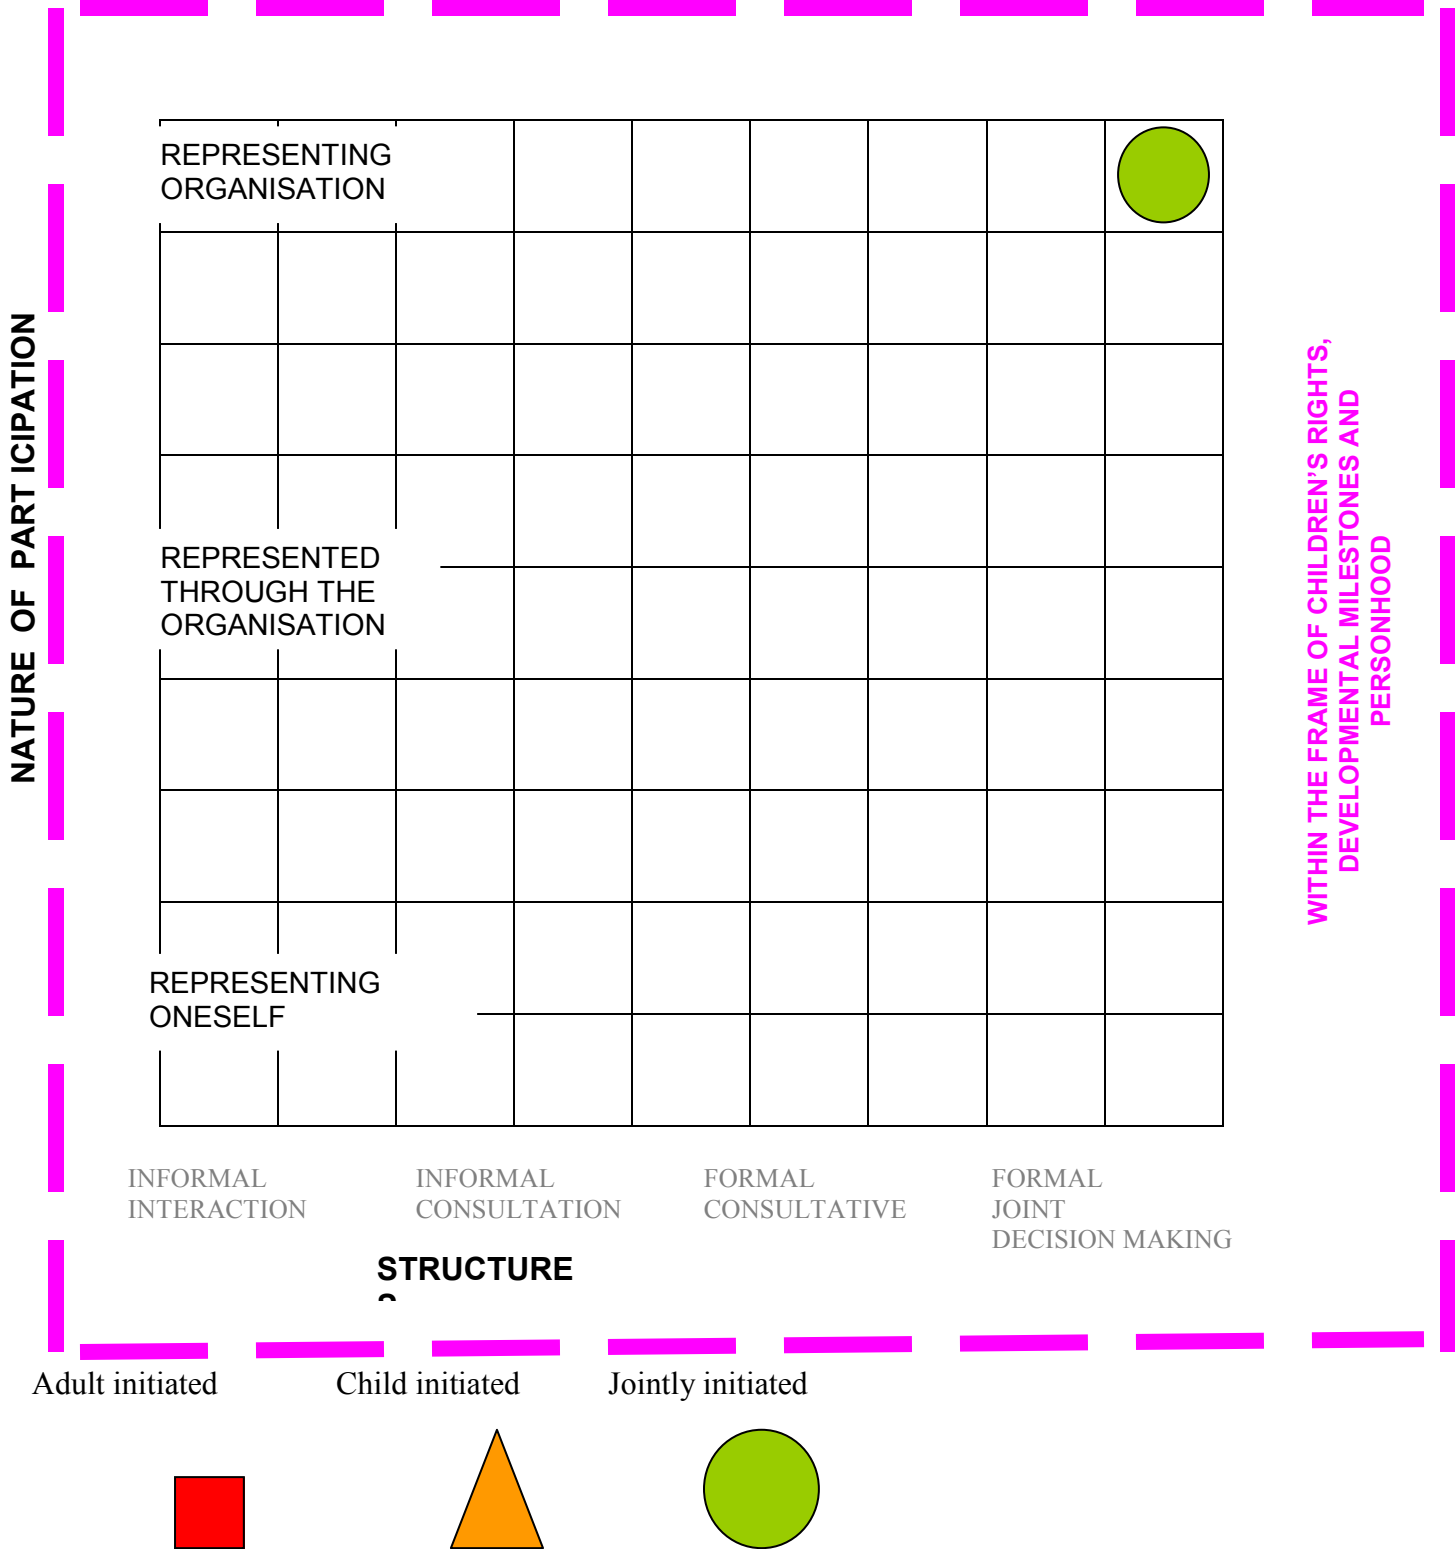 REPRESENTING
ORGANISATION
NATURE OF PART ICIPATION
REPRESENTED
THROUGH THE
ORGANISATION
WITHIN THE FRAME OF CHILDREN'S RIGHTS,
DEVELOPMENTAL MILESTONES AND
PERSONHOOD
REPRESENTING
ONESELF
INFORMAL
INTERACTION
INFORMAL
CONSULTATION
FORMAL
CONSULTATIVE
FORMAL
JOINT
DECISION MAKING
STRUCTURE
S
Adult initiated
Child initiated
Jointly initiated